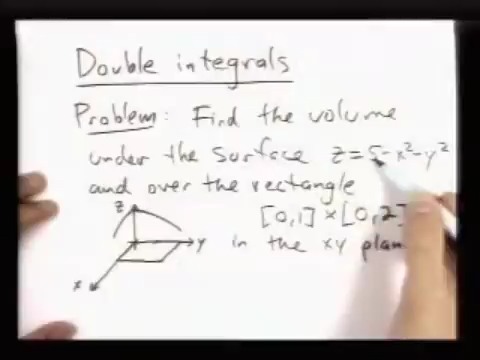 Double integrals
Problem: Find the volume
under the surface z = 5 - x² - y²
and over the rectangle
[0,1] × [0,2]
in the xy plan
z
y
x